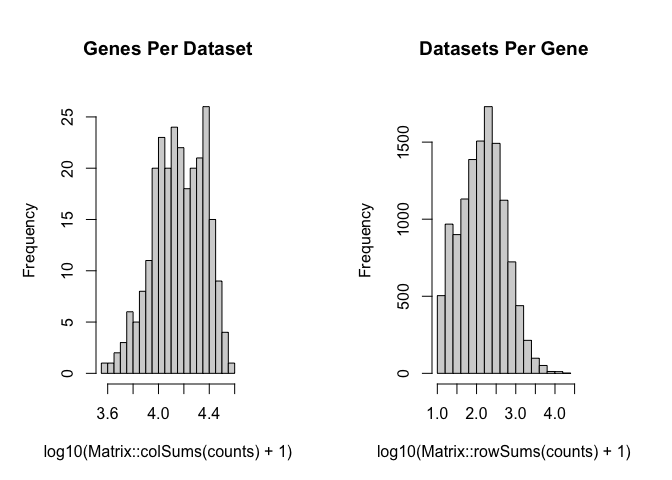 Genes Per Dataset
Frequency
0
5
10
15
20
25
3.6
4.0
4.4
log10(Matrix::colSums(counts) + 1)
Datasets Per Gene
Frequency
0
500
1000
1500
1.0
2.0
3.0
4.0
log10(Matrix::rowSums(counts) + 1)